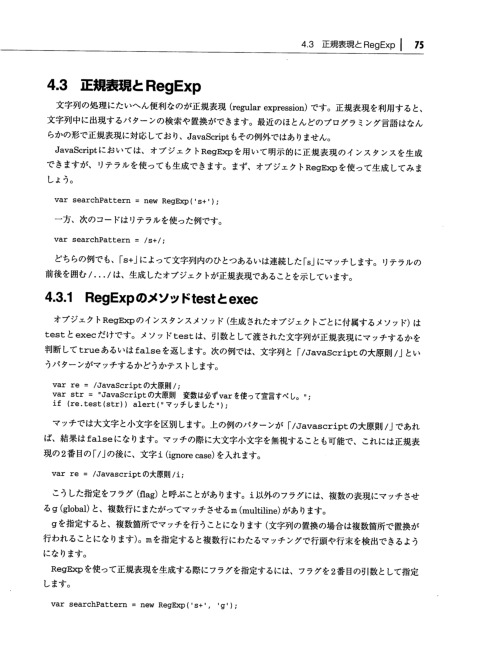 4.3 正規表現とRegExp 75
4.3 正規表現とRegExp
文字列の処理にたいへん便利なのが正規表現 (regular expression) です。正規表現を利用すると、
文字列中に出現するパターンの検索や置換ができます。最近のほとんどのプログラミング言語はなん
らかの形で正規表現に対応しており、JavaScriptもその例外ではありません。
JavaScriptにおいては、オブジェクトRegExpを用いて明示的に正規表現のインスタンスを生成
できますが、リテラルを使っても生成できます。まず、オブジェクトRegExpを使って生成してみま
しょう。
var searchPattern = new RegExp('s+');
一方、次のコードはリテラルを使った例です。
var searchPattern = /s+/;
どちらの例でも、「s+」によって文字列内のひとつあるいは連続した「s」にマッチします。リテラルの
前後を囲む/.../は、生成したオブジェクトが正規表現であることを示しています。
4.3.1 RegExpのメソッドtestとexec
オブジェクトRegExpのインスタンスメソッド (生成されたオブジェクトごとに付属するメソッド) は
testとexecだけです。メソッドtestは、引数として渡された文字列が正規表現にマッチするかを
判断してtrueあるいはfalseを返します。次の例では、文字列と「/JavaScriptの大原則/」とい
うパターンがマッチするかどうかテストします。
var re = /JavaScriptの大原則/;
var str = "JavaScriptの大原則 変数は必ずvarを使って宣言すべし。";
if (re.test(str)) alert("マッチしました");
マッチでは大文字と小文字を区別します。上の例のパターンが「/Javascriptの大原則/」であれ
ば、結果はfalseになります。マッチの際に大文字小文字を無視することも可能で、これには正規表
現の2番目の「/」の後に、文字i (ignore case) を入れます。
var re = /Javascriptの大原則/i;
こうした指定をフラグ (flag) と呼ぶことがあります。i以外のフラグには、複数の表現にマッチさせ
るg (global) と、複数行にまたがってマッチさせるm (multiline) があります。
gを指定すると、複数箇所でマッチを行うことになります (文字列の置換の場合は複数箇所で置換が
行われることになります)。mを指定すると複数行にわたるマッチングで行頭や行末を検出できるよう
になります。
RegExpを使って正規表現を生成する際にフラグを指定するには、フラグを2番目の引数として指定
します。
var searchPattern = new RegExp('s+', 'g');